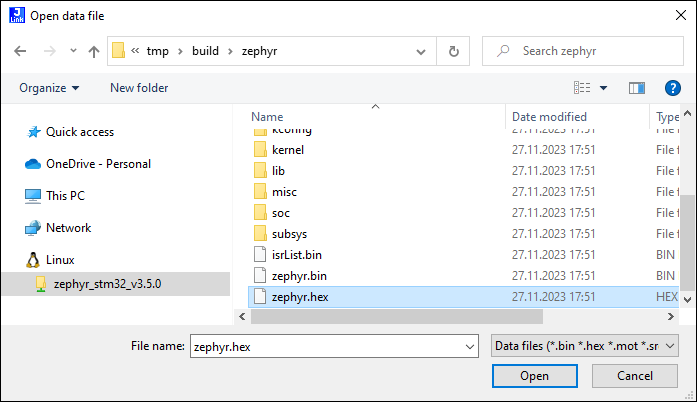 J
Link
Open data file
« tmp > build > zephyr
Search zephyr
Organize
New folder
?
Name
Date modified
Type
Quick access
OneDrive - Personal
This PC
Network
Linux
zephyr_stm32_v3.5.0
kconfig 27.11.2023 17:51 File f
kernel 27.11.2023 17:51 File f
lib 27.11.2023 17:51 File f
misc 27.11.2023 17:51 File f
soc 27.11.2023 17:51 File f
subsys 27.11.2023 17:51 File f
isrList.bin 27.11.2023 17:51 BIN
zephyr.bin 27.11.2023 17:51 BIN
zephyr.hex 27.11.2023 17:51 HEX
File name:
zephyr.hex
Data files (*.bin *.hex *.mot *.sr
Open
Cancel